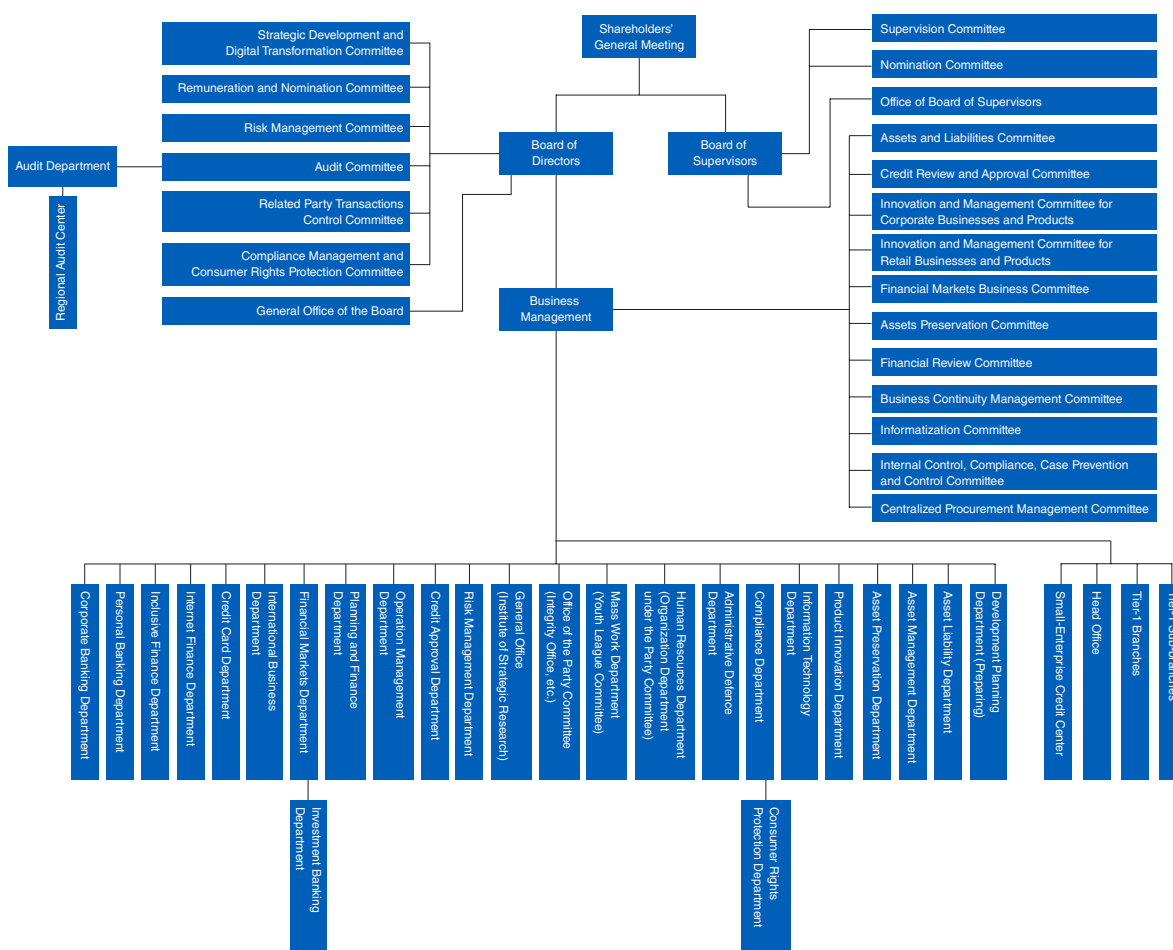 Shareholders'
General Meeting
Strategic Development and
Digital Transformation Committee
Remuneration and Nomination Committee
Risk Management Committee
Audit Committee
Related Party Transactions
Control Committee
Compliance Management and
Consumer Rights Protection Committee
General Office of the Board
Audit Department
Regional Audit Center
Board of
Directors
Board of
Supervisors
Business
Management
Supervision Committee
Nomination Committee
Office of Board of Supervisors
Assets and Liabilities Committee
Credit Review and Approval Committee
Innovation and Management Committee for
Corporate Businesses and Products
Innovation and Management Committee for
Retail Businesses and Products
Financial Markets Business Committee
Assets Preservation Committee
Financial Review Committee
Business Continuity Management Committee
Informatization Committee
Internal Control, Compliance, Case Prevention
and Control Committee
Centralized Procurement Management Committee
Corporate Banking Department
Personal Banking Department
Inclusive Finance Department
Internet Finance Department
Credit Card Department
International Business
Department
Financial Markets Department
Planning and Finance
Department
Operation Management
Department
Credit Approval Department
Risk Management Department
General Office
(Institute of Strategic Research)
Office of the Party Committee
(Integrity Office, etc.)
Mass Work Department
(Youth League Committee)
Human Resources Department
(Organization Department
under the Party Committee)
Administrative Defence
Department
Compliance Department
Information Technology
Department
Product Innovation Department
Asset Preservation Department
Asset Management Department
Asset Liability Department
Development Planning
Department (Preparing)
Small-Enterprise Credit Center
Head Office
Tier-1 Branches
Investment Banking
Department
Consumer Rights
Protection Department